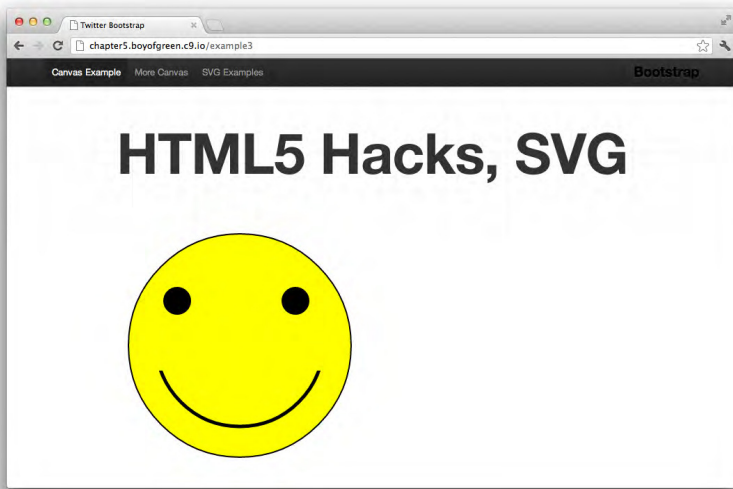 Twitter Bootstrap
chapter5.boyofgreen.c9.io/example3
Canvas Example More Canvas SVG Examples Bootstrap
HTML5 Hacks, SVG